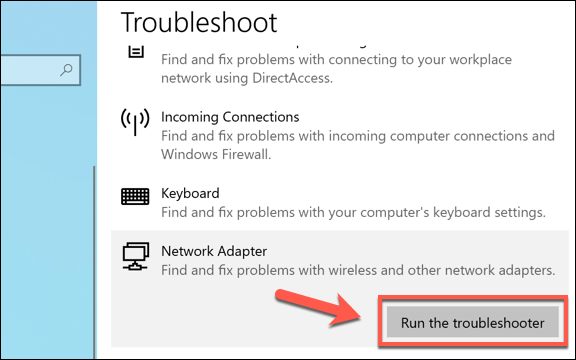 Troubleshoot
Find and fix problems with connecting to your workplace
network using DirectAccess.
Incoming Connections
Find and fix problems with incoming computer connections and
Windows Firewall.
Keyboard
Find and fix problems with your computer's keyboard settings.
Network Adapter
Find and fix problems with wireless and other network adapters.
Run the troubleshooter